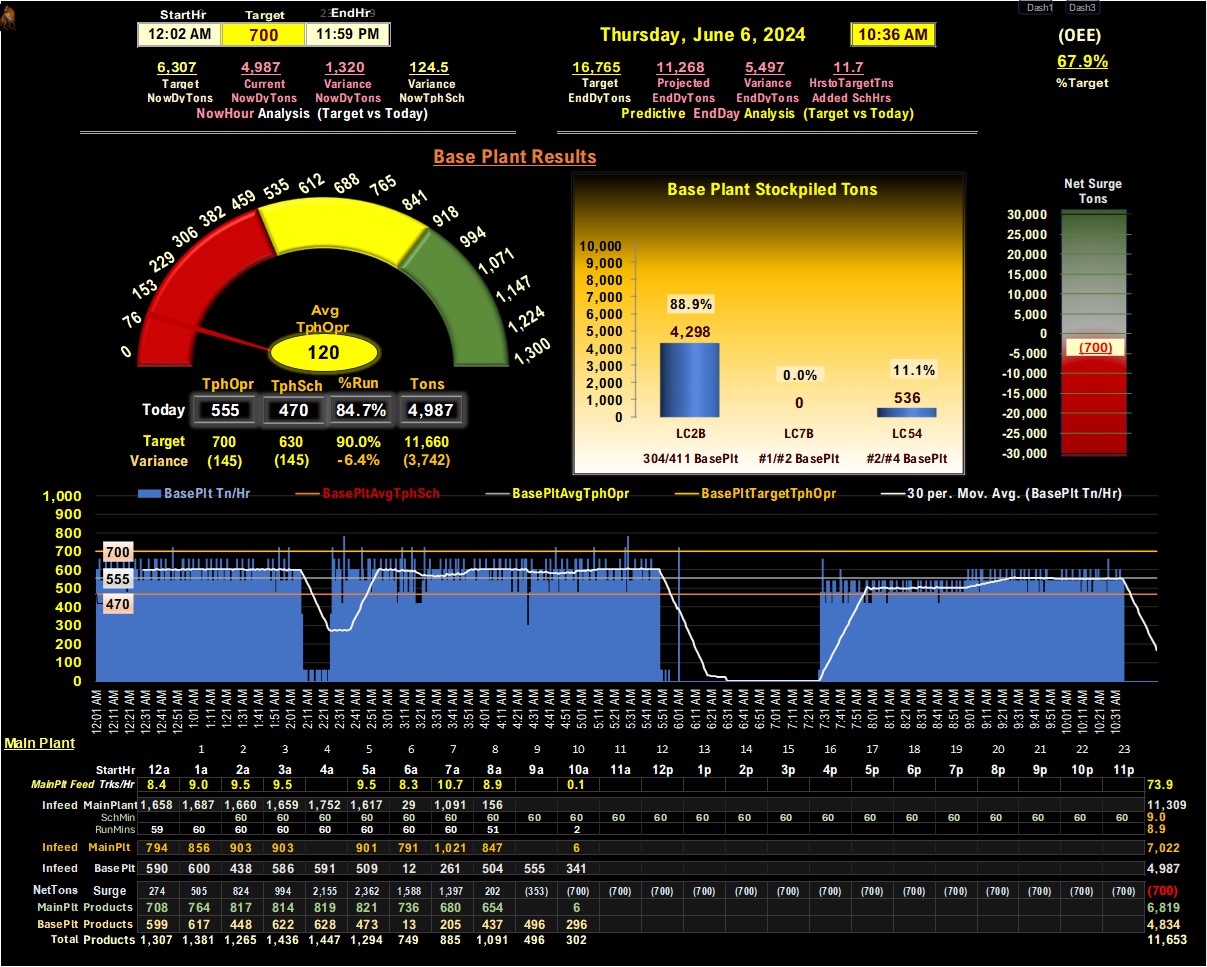 Dash1 Dash3
StartHr Target EndHr
12:02 AM 700 11:59 PM
Thursday, June 6, 2024 10:36 AM
(OEE)
67.9%
%Target
6,307 4,987 1,320 124.5
Target Current Variance Variance
NowDyTons NowDyTons NowDyTons NowTphSch
NowHour Analysis (Target vs Today)
16,765 11,268 5,497 11.7
Target Projected Variance HrstoTargetTns
EndDyTons EndDyTons EndDyTons Added SchHrs
Predictive EndDay Analysis (Target vs Today)
Base Plant Results
0 76 153 229 306 382 459 535 612 688 765 841 918 994 1,071 1,147 1,224 1,300
Avg
TphOpr
120
TphOpr TphSch %Run Tons
Today 555 470 84.7% 4,987
Target 700 630 90.0% 11,660
Variance (145) (145) -6.4% (3,742)
Base Plant Stockpiled Tons
10,000
9,000
8,000
7,000
6,000
5,000
4,000
3,000
2,000
1,000
0
88.9%
4,298
0.0%
0
11.1%
536
LC2B LC7B LC54
304/411 BasePlt #1/#2 BasePlt #2/#4 BasePlt
Net Surge
Tons
30,000
25,000
20,000
15,000
10,000
5,000
0
-5,000
-10,000
-15,000
-20,000
-25,000
-30,000
(700)
BasePlt Tn/Hr BasePltAvgTphSch BasePltAvgTphOpr BasePltTargetTphOpr 30 per. Mov. Avg. (BasePlt Tn/Hr)
1,000
900
800
700
600
500
400
300
200
100
0
700
555
470
12:01 AM 12:11 AM 12:21 AM 12:31 AM 12:41 AM 12:51 AM 1:01 AM 1:11 AM 1:21 AM 1:31 AM 1:41 AM 1:51 AM 2:01 AM 2:11 AM 2:22 AM 2:33 AM 2:41 AM 2:51 AM 3:01 AM 3:12 AM 3:21 AM 3:31 AM 3:41 AM 3:51 AM 4:01 AM 4:11 AM 4:21 AM 4:33 AM 4:43 AM 4:51 AM 5:01 AM 5:11 AM 5:21 AM 5:35 AM 5:45 AM 5:55 AM 6:01 AM 6:12 AM 6:22 AM 6:33 AM 6:45 AM 6:55 AM 7:01 AM 7:11 AM 7:22 AM 7:33 AM 7:45 AM 7:51 AM 8:01 AM 8:11 AM 8:21 AM 8:33 AM 8:45 AM 9:01 AM 9:11 AM 9:21 AM 9:33 AM 9:41 AM 9:55 AM 10:01 AM 10:11 AM 10:21 AM 10:31 AM
Main Plant
1 2 3 4 5 6 7 8 9 10 11 12 13 14 15 16 17 18 19 20 21 22 23
StartHr 12a 1a 2a 3a 4a 5a 6a 7a 8a 9a 10a 11a 12p 1p 2p 3p 4p 5p 6p 7p 8p 9p 10p 11p
MainPlt Feed Trks/Hr 8.4 9.0 9.5 9.5 9.5 8.3 10.7 8.9 0.1 73.9
Infeed MainPlant 1,658 1,687 1,660 1,659 1,752 1,617 29 1,091 156 11,309
SchMin 60 60 60 60 60 60 60 60 60 60 60 60 60 60 60 60 60 60 60 60 60 60 9.0
RunMins 59 60 60 60 60 60 60 60 51 2 8.9
Infeed MainPlt 794 856 903 903 901 791 1,021 847 6 7,022
Infeed BasePlt 590 600 438 586 591 509 12 261 504 555 341 4,987
NetTons Surge 274 505 824 994 2,155 2,362 1,588 1,397 202 (353) (700) (700) (700) (700) (700) (700) (700) (700) (700) (700) (700) (700) (700) (700) (700)
MainPlt Products 708 764 817 814 819 821 736 680 654 6 6,819
BasePlt Products 599 617 448 622 628 473 13 205 437 496 296 4,834
Total Products 1,307 1,381 1,265 1,436 1,447 1,294 749 885 1,091 496 302 11,653